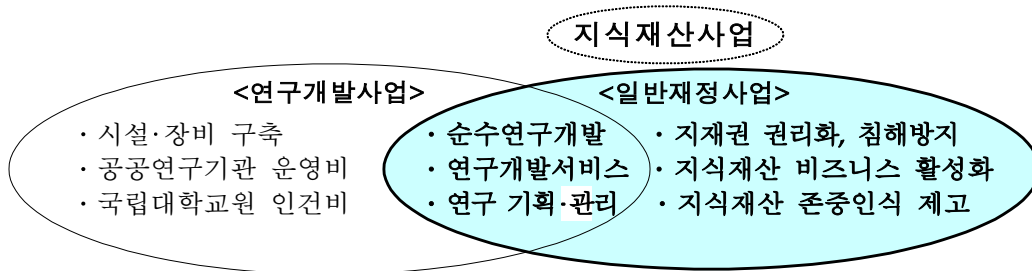 지식재산사업
<연구개발사업> <일반재정사업>
· 시설·장비 구축 · 순수연구개발 · 지재권 권리화, 침해방지
· 공공연구기관 운영비 · 연구개발서비스 · 지식재산 비즈니스 활성화
· 국립대학교원 인건비 · 연구 기획·관리 · 지식재산 존중인식 제고